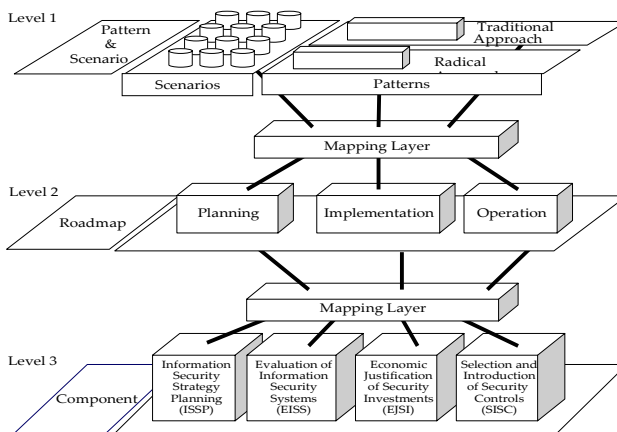 Level 1
Pattern
&
Scenario
Traditional
Approach
Radical
Scenarios
Patterns
Mapping Layer
Level 2
Roadmap
Planning
Implementation
Operation
Mapping Layer
Level 3
Component
Information
Security
Strategy
Planning
(ISSP)
Evaluation of
Information
Security
Systems
(EISS)
Economic
Justification
of Security
Investments
(EJSI)
Selection and
Introduction
of Security
Controls
(SISC)